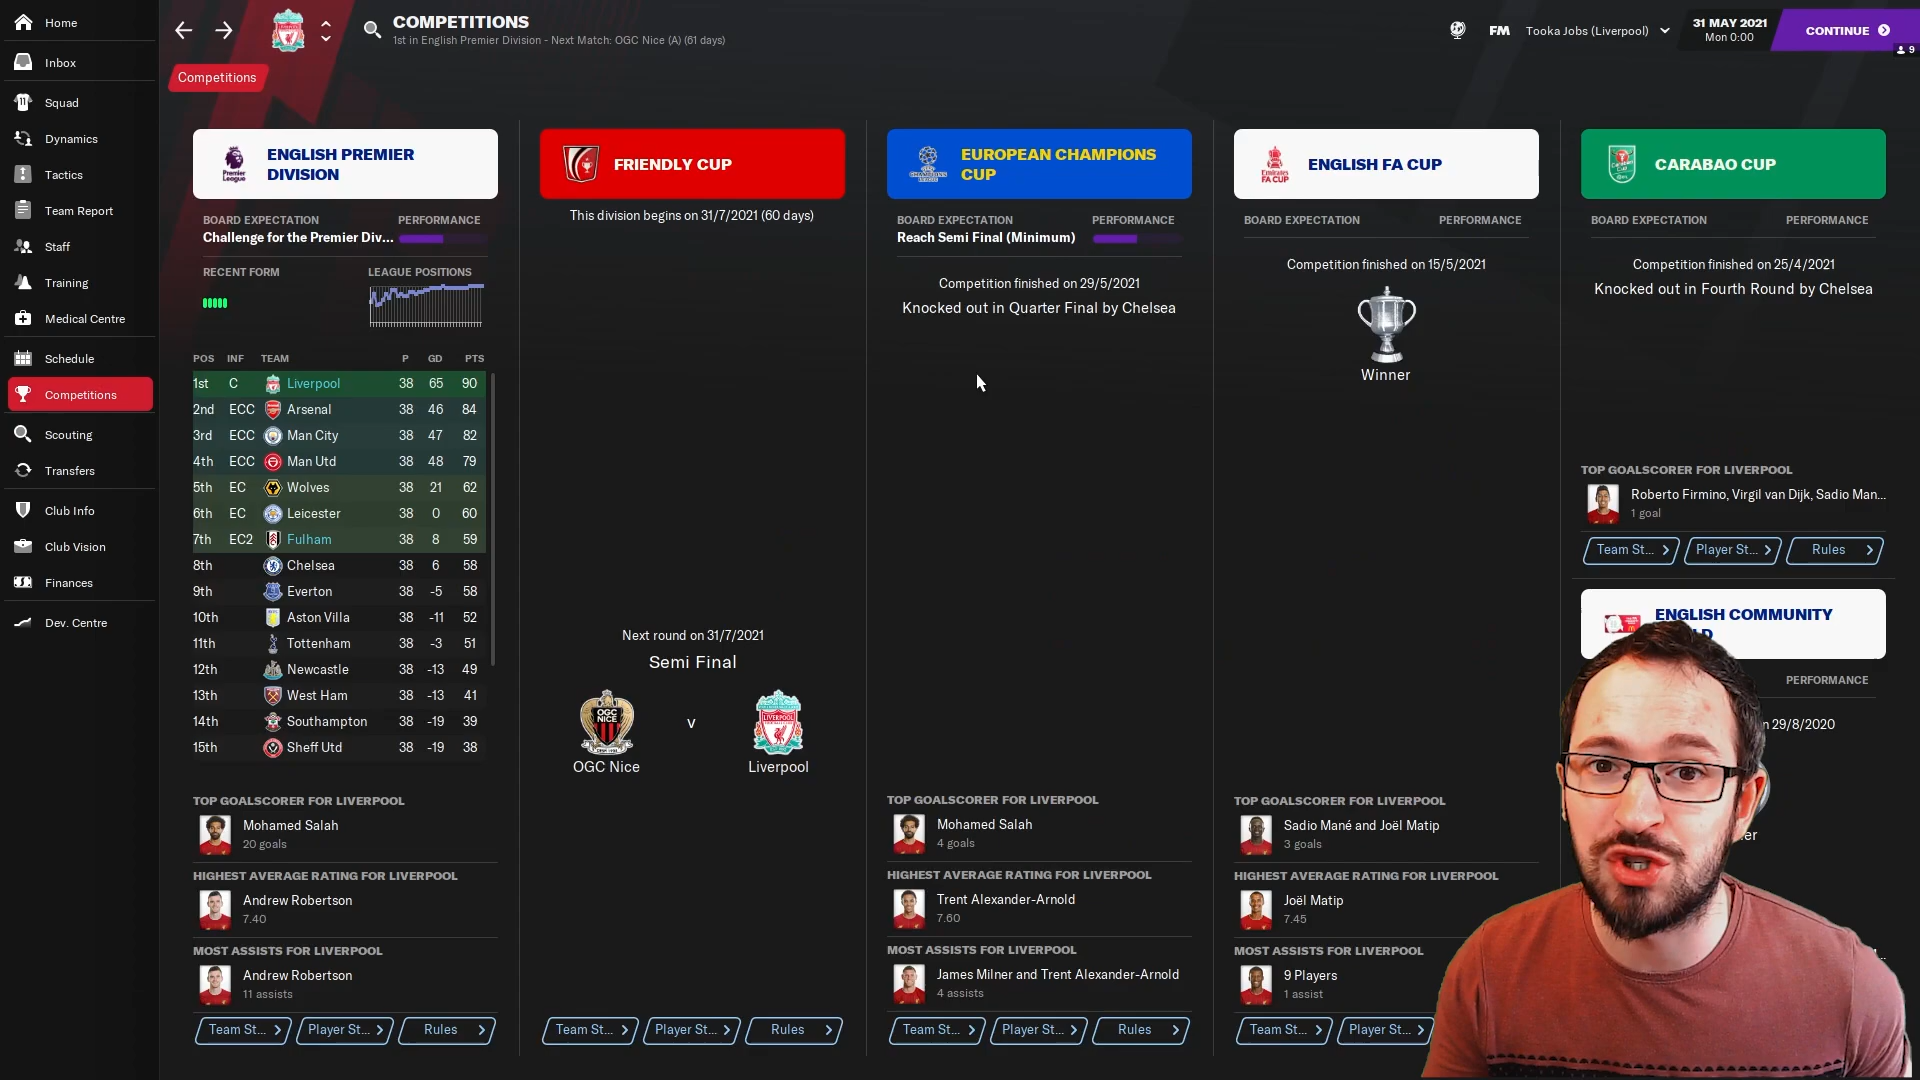 Home
Inbox
Squad
Dynamics
Tactics
Team Report
Staff
Training
Medical Centre
Schedule
Competitions
Scouting
Transfers
Club Info
Club Vision
Finances
Dev. Centre
COMPETITIONS
1st in English Premier Division - Next Match: OGC Nice (A) (61 days)
FM
Tooka Jobs (Liverpool)
31 MAY 2021
Mon 0:00
CONTINUE
9
Competitions
ENGLISH PREMIER
DIVISION
BOARD EXPECTATION PERFORMANCE
Challenge for the Premier Div...
RECENT FORM LEAGUE POSITIONS
POS INF TEAM P GD PTS
1st C Liverpool 38 65 90
2nd ECC Arsenal 38 46 84
3rd ECC Man City 38 47 82
4th ECC Man Utd 38 48 79
5th EC Wolves 38 21 62
6th EC Leicester 38 0 60
7th EC2 Fulham 38 8 59
8th Chelsea 38 6 58
9th Everton 38 -5 58
10th Aston Villa 38 -11 52
11th Tottenham 38 -3 51
12th Newcastle 38 -13 49
13th West Ham 38 -13 41
14th Southampton 38 -19 39
15th Sheff Utd 38 -19 38
TOP GOALSCORER FOR LIVERPOOL
Mohamed Salah
20 goals
HIGHEST AVERAGE RATING FOR LIVERPOOL
Andrew Robertson
7.40
MOST ASSISTS FOR LIVERPOOL
Andrew Robertson
11 assists
Team St... Player St... Rules
FRIENDLY CUP
This division begins on 31/7/2021 (60 days)
Next round on 31/7/2021
Semi Final
OGC NICE
v
LIVERPOOL
OGC Nice Liverpool
Team St... Player St... Rules
EUROPEAN CHAMPIONS
CUP
BOARD EXPECTATION PERFORMANCE
Reach Semi Final (Minimum)
Competition finished on 29/5/2021
Knocked out in Quarter Final by Chelsea
TOP GOALSCORER FOR LIVERPOOL
Mohamed Salah
4 goals
HIGHEST AVERAGE RATING FOR LIVERPOOL
Trent Alexander-Arnold
7.60
MOST ASSISTS FOR LIVERPOOL
James Milner and Trent Alexander-Arnold
4 assists
Team St... Player St... Rules
Emirates
FA CUP
ENGLISH FA CUP
BOARD EXPECTATION PERFORMANCE
Competition finished on 15/5/2021
Winner
TOP GOALSCORER FOR LIVERPOOL
Sadio Mané and Joël Matip
3 goals
HIGHEST AVERAGE RATING FOR LIVERPOOL
Joël Matip
7.45
MOST ASSISTS FOR LIVERPOOL
9 Players
1 assist
Team St... Player St...
CARABAO CUP
BOARD EXPECTATION PERFORMANCE
Competition finished on 25/4/2021
Knocked out in Fourth Round by Chelsea
TOP GOALSCORER FOR LIVERPOOL
Roberto Firmino, Virgil van Dijk, Sadio Man...
1 goal
Team St... Player St... Rules
ENGLISH COMMUNITY
PERFORMANCE
29/8/2020
Premier
League